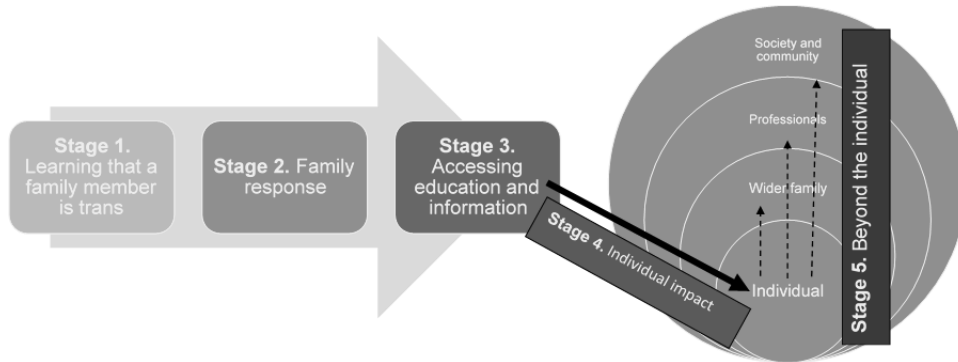 Stage 1.
Learning that a
family member
is trans
Stage 2. Family
response
Stage 3.
Accessing
education and
information
Stage 4. Individual impact
Society and
community
Professionals
Wider family
Individual
Stage 5. Beyond the individual